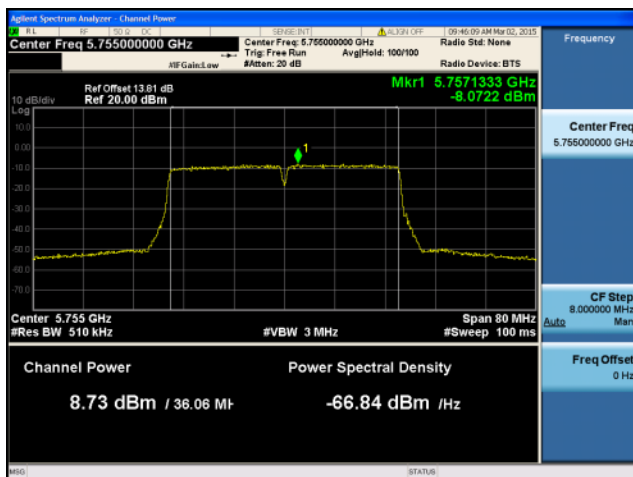 Agilent Spectrum Analyzer - Channel Power
RL RF 50 Ω DC SENSE:INT ALIGN OFF 09:46:09 AM Mar 02, 2015
Center Freq 5.755000000 GHz
Center Freq: 5.755000000 GHz
Radio Std: None
Trig: Free Run Avg|Hold: 100/100
#IFGain:Low #Atten: 20 dB Radio Device: BTS
Mkr1 5.7571333 GHz
-8.0722 dBm
Ref Offset 13.81 dB
10 dB/div Ref 20.00 dBm
Log
10.0
0.00
-10.0
-20.0
-30.0
-40.0
-50.0
-60.0
-70.0
1
Center 5.755 GHz Span 80 MHz
#Res BW 510 kHz #VBW 3 MHz #Sweep 100 ms
Channel Power Power Spectral Density
8.73 dBm / 36.06 MH -66.84 dBm /Hz
MSG STATUS
Frequency
Center Freq
5.755000000 GHz
CF Step
8.000000 MHz
Auto Man
Freq Offset
0 Hz